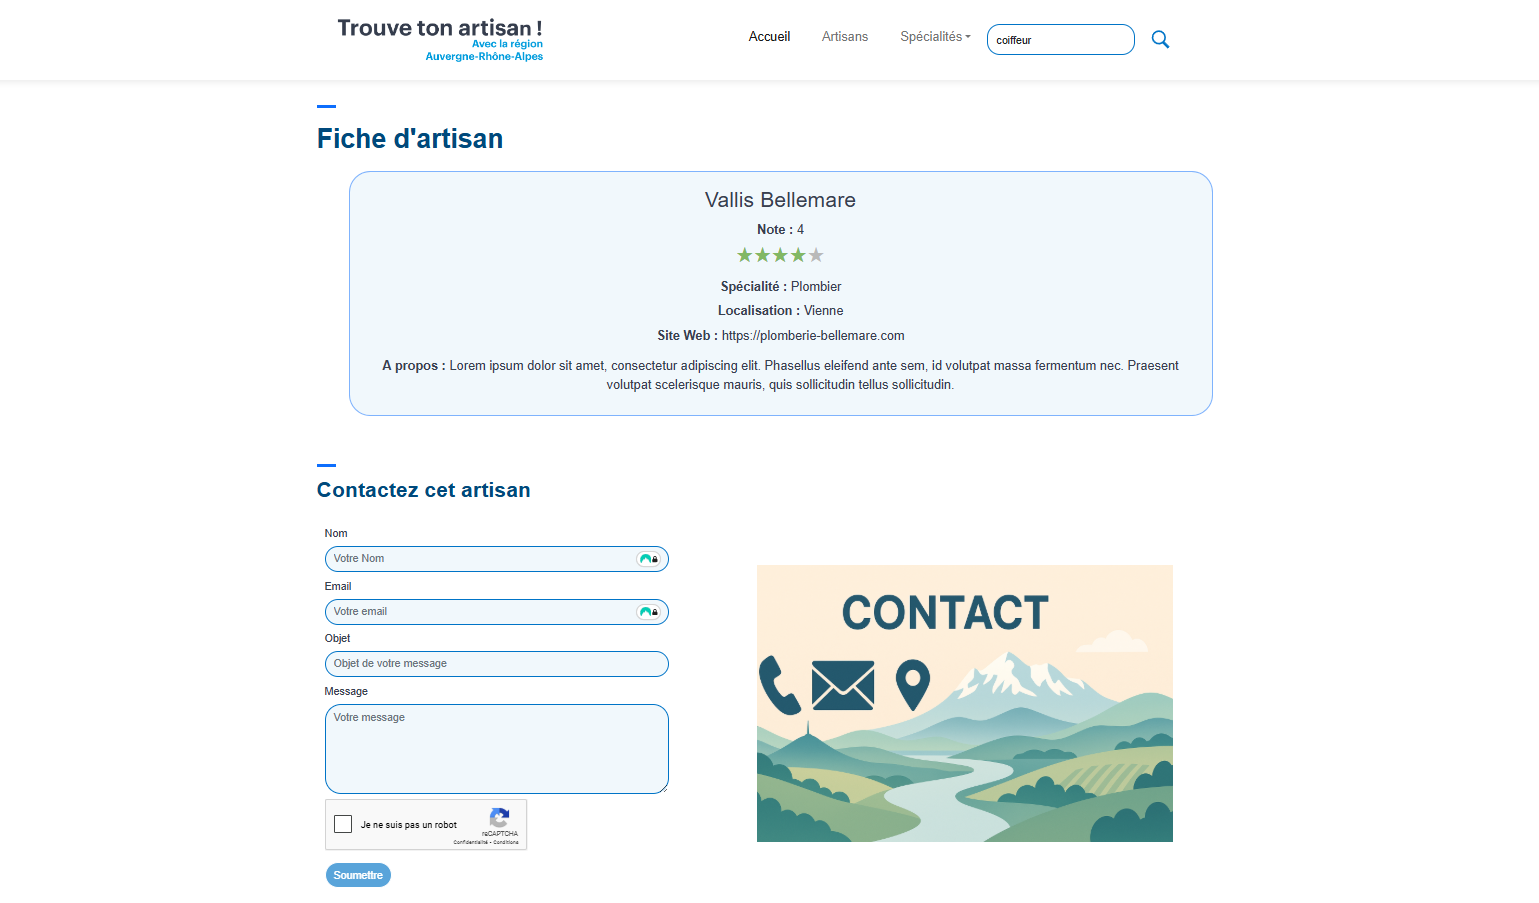 Trouve ton artisan !
Avec la région
Auvergne-Rhône-Alpes
Accueil
Artisans
Spécialités
coiffeur
Fiche d'artisan
Vallis Bellemare
Note : 4
Spécialité : Plombier
Localisation : Vienne
Site Web : https://plomberie-bellemare.com
A propos : Lorem ipsum dolor sit amet, consectetur adipiscing elit. Phasellus eleifend ante sem, id volutpat massa fermentum nec. Praesent
volutpat scelerisque mauris, quis sollicitudin tellus sollicitudin.
Contactez cet artisan
Nom
Votre Nom
Email
Votre email
Objet
Objet de votre message
Message
Votre message
Je ne suis pas un robot
reCAPTCHA
Confidentialité - Conditions
Soumettre
CONTACT